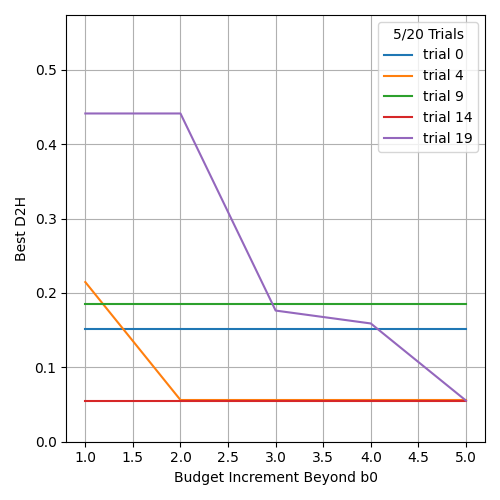 5/20 Trials
trial 0
trial 4
trial 9
trial 14
trial 19
Best D2H
0.5
0.4
0.3
0.2
0.1
0.0
1.0 1.5 2.0 2.5 3.0 3.5 4.0 4.5 5.0
Budget Increment Beyond b0